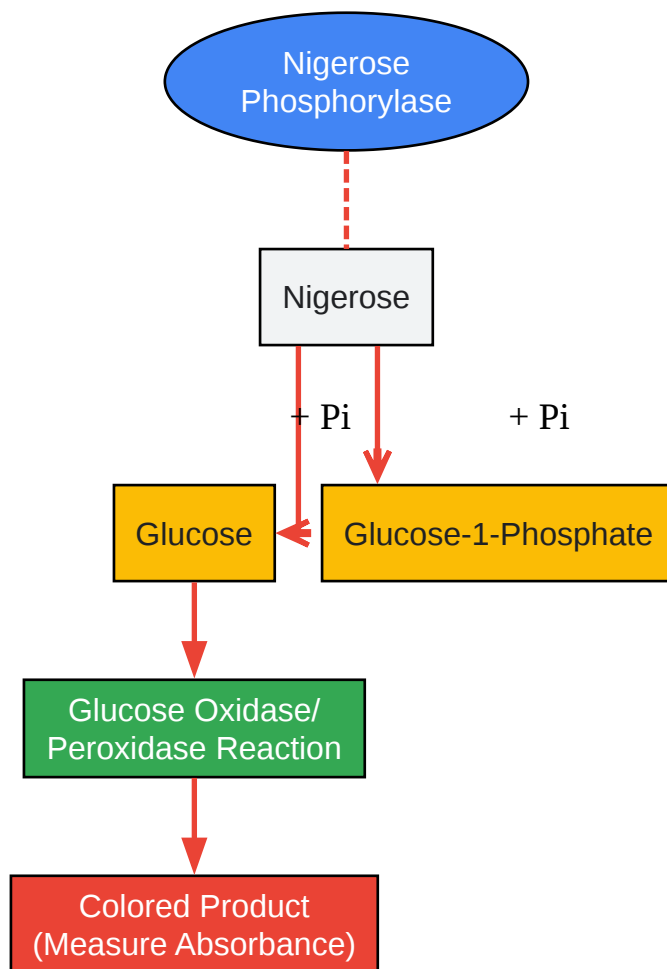 Nigerose
Phosphorylase
Nigerose
+ Pi
+ Pi
Glucose
Glucose-1-Phosphate
Glucose Oxidase/
Peroxidase Reaction
Colored Product
(Measure Absorbance)